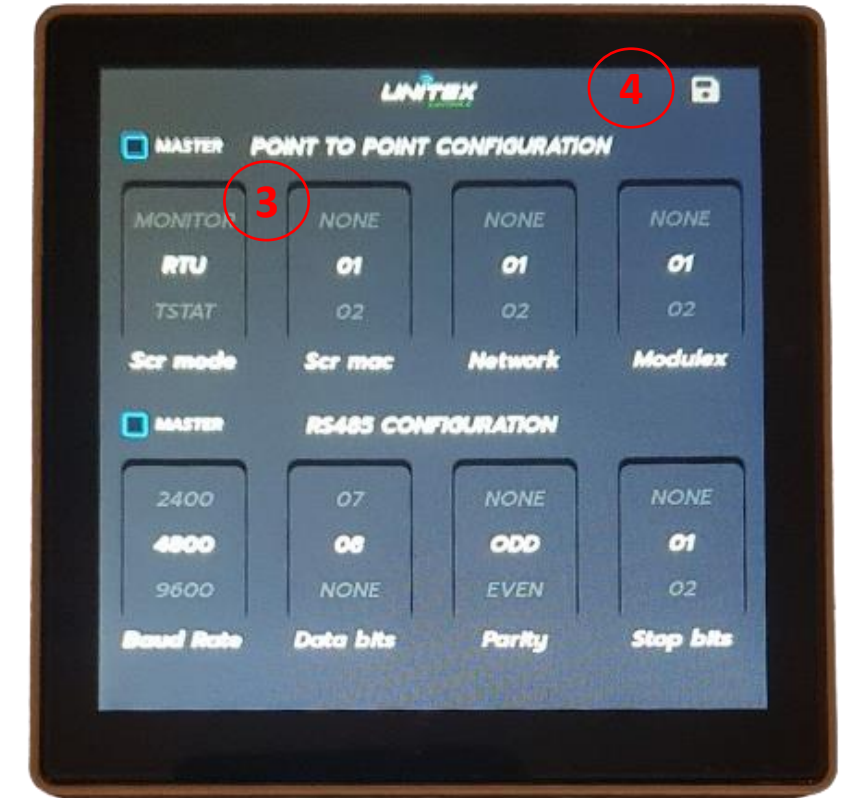 UNITEX
4
MASTER POINT TO POINT CONFIGURATION
3
MONITOR NONE NONE NONE
RTU 01 01 01
TSTAT 02 02 02
Scr mode Scr mac Network Modulex
MASTER RS485 CONFIGURATION
2400 07 NONE NONE
4800 08 ODD 01
9600 NONE EVEN 02
Baud Rate Data bits Parity Stop bits